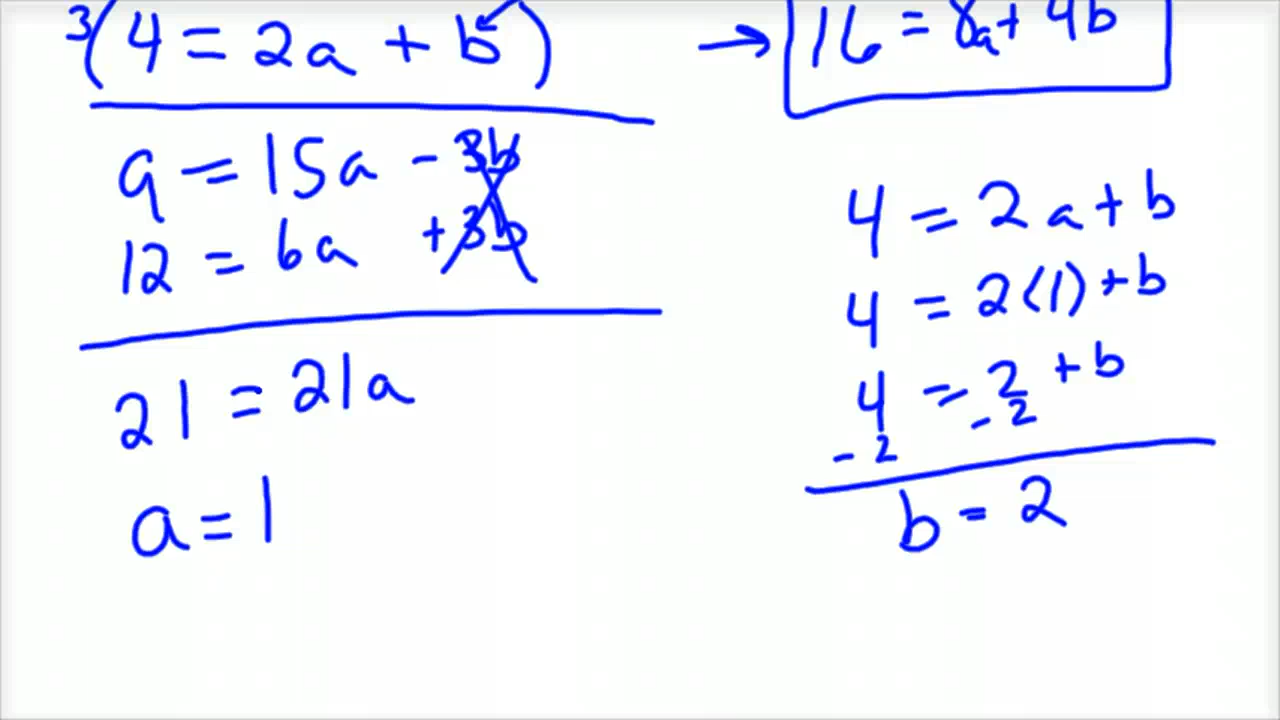 3(4 = 2a + b)
9 = 15a - 3b
12 = 6a + 3b
21 = 21a
a = 1
→ 16 = 8a + 4b
4 = 2a + b
4 = 2(1) + b
4 = 2 + b
- 2 - 2
b = 2